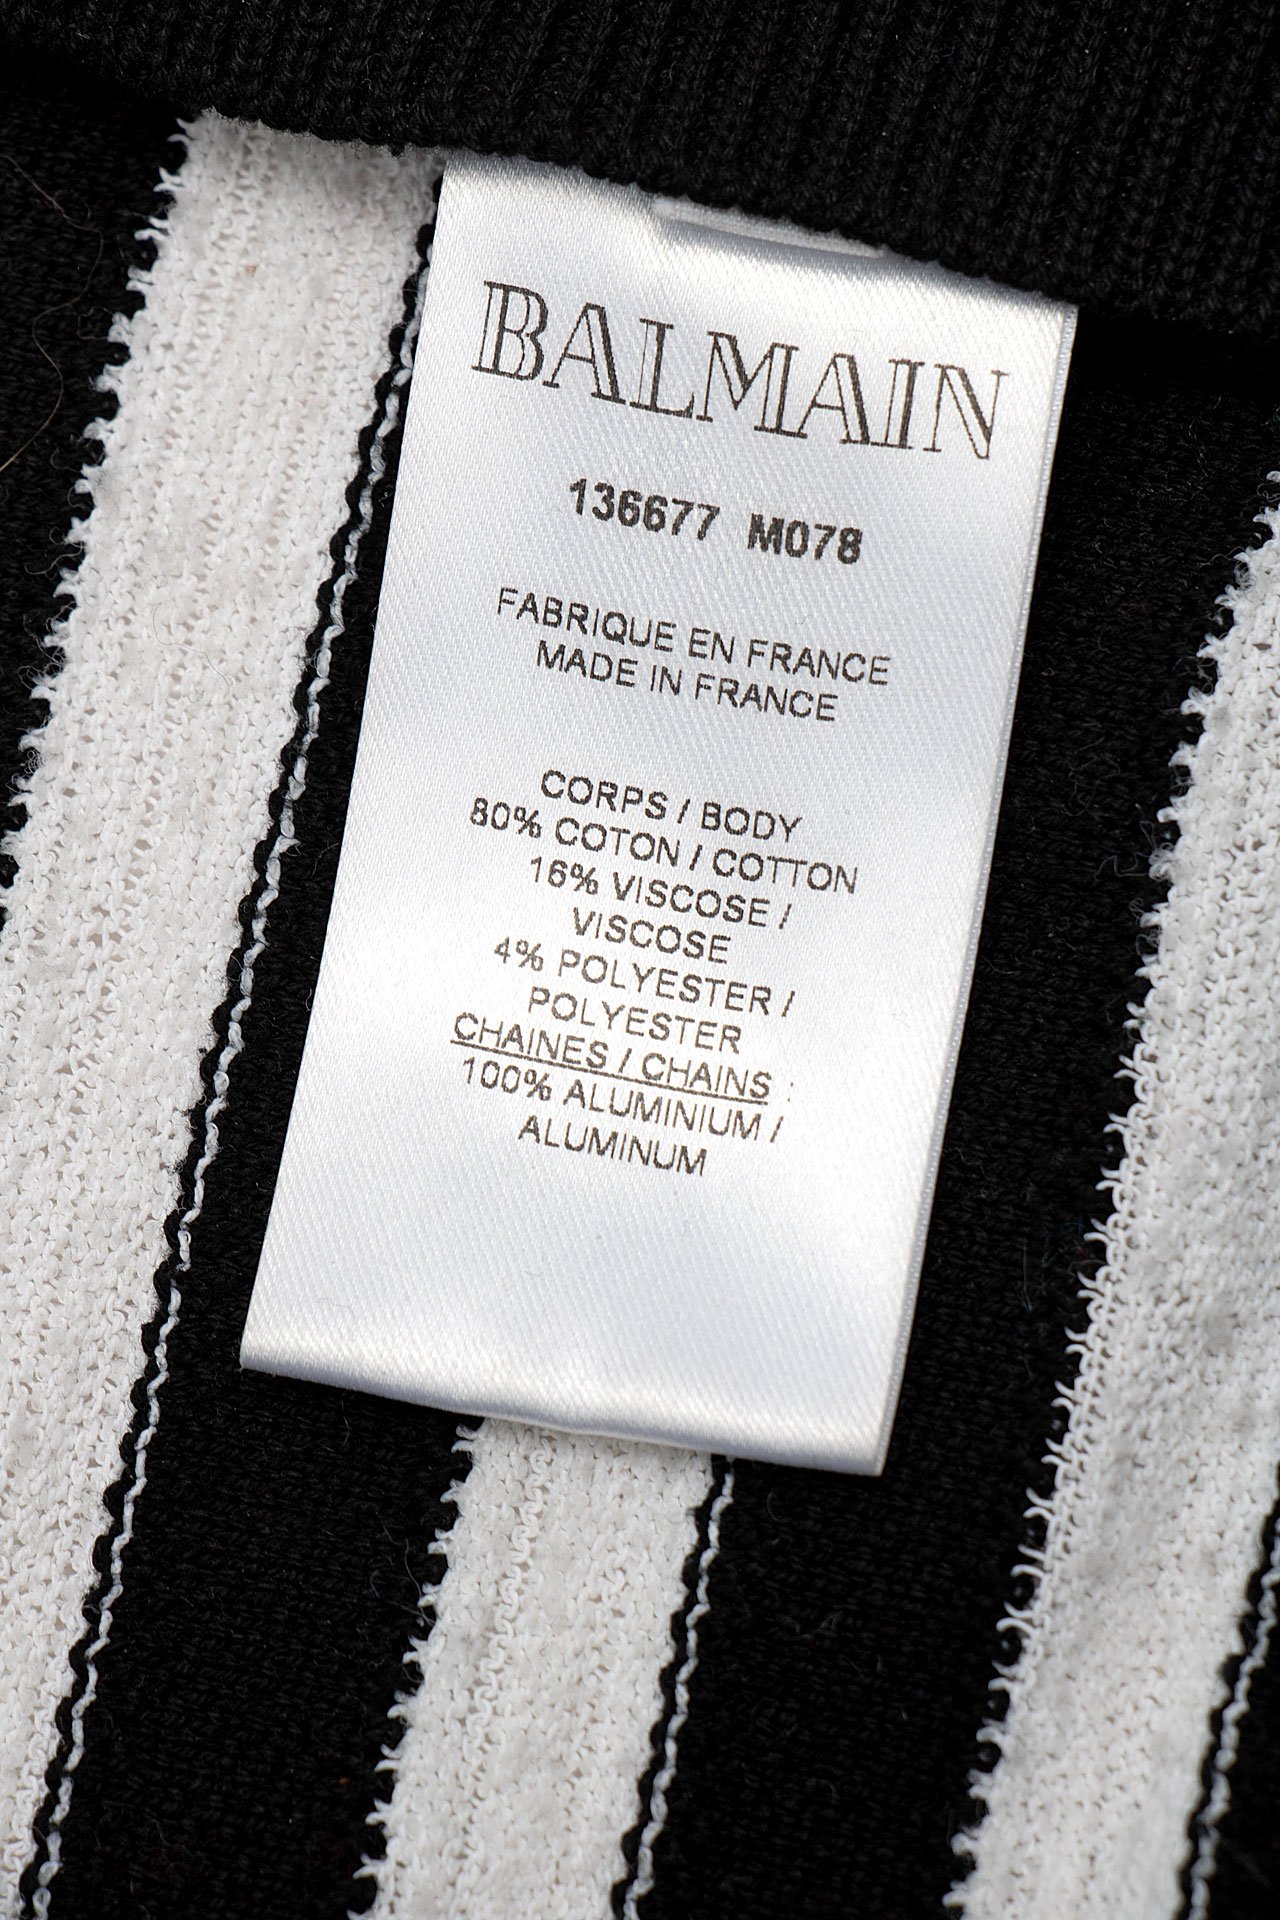 BALMAIN
136677 M078
FABRIQUE EN FRANCE
MADE IN FRANCE
CORPS / BODY
80% COTON / COTTON
16% VISCOSE /
VISCOSE
4% POLYESTER /
POLYESTER
CHAINES / CHAINS :
100% ALUMINIUM /
ALUMINUM